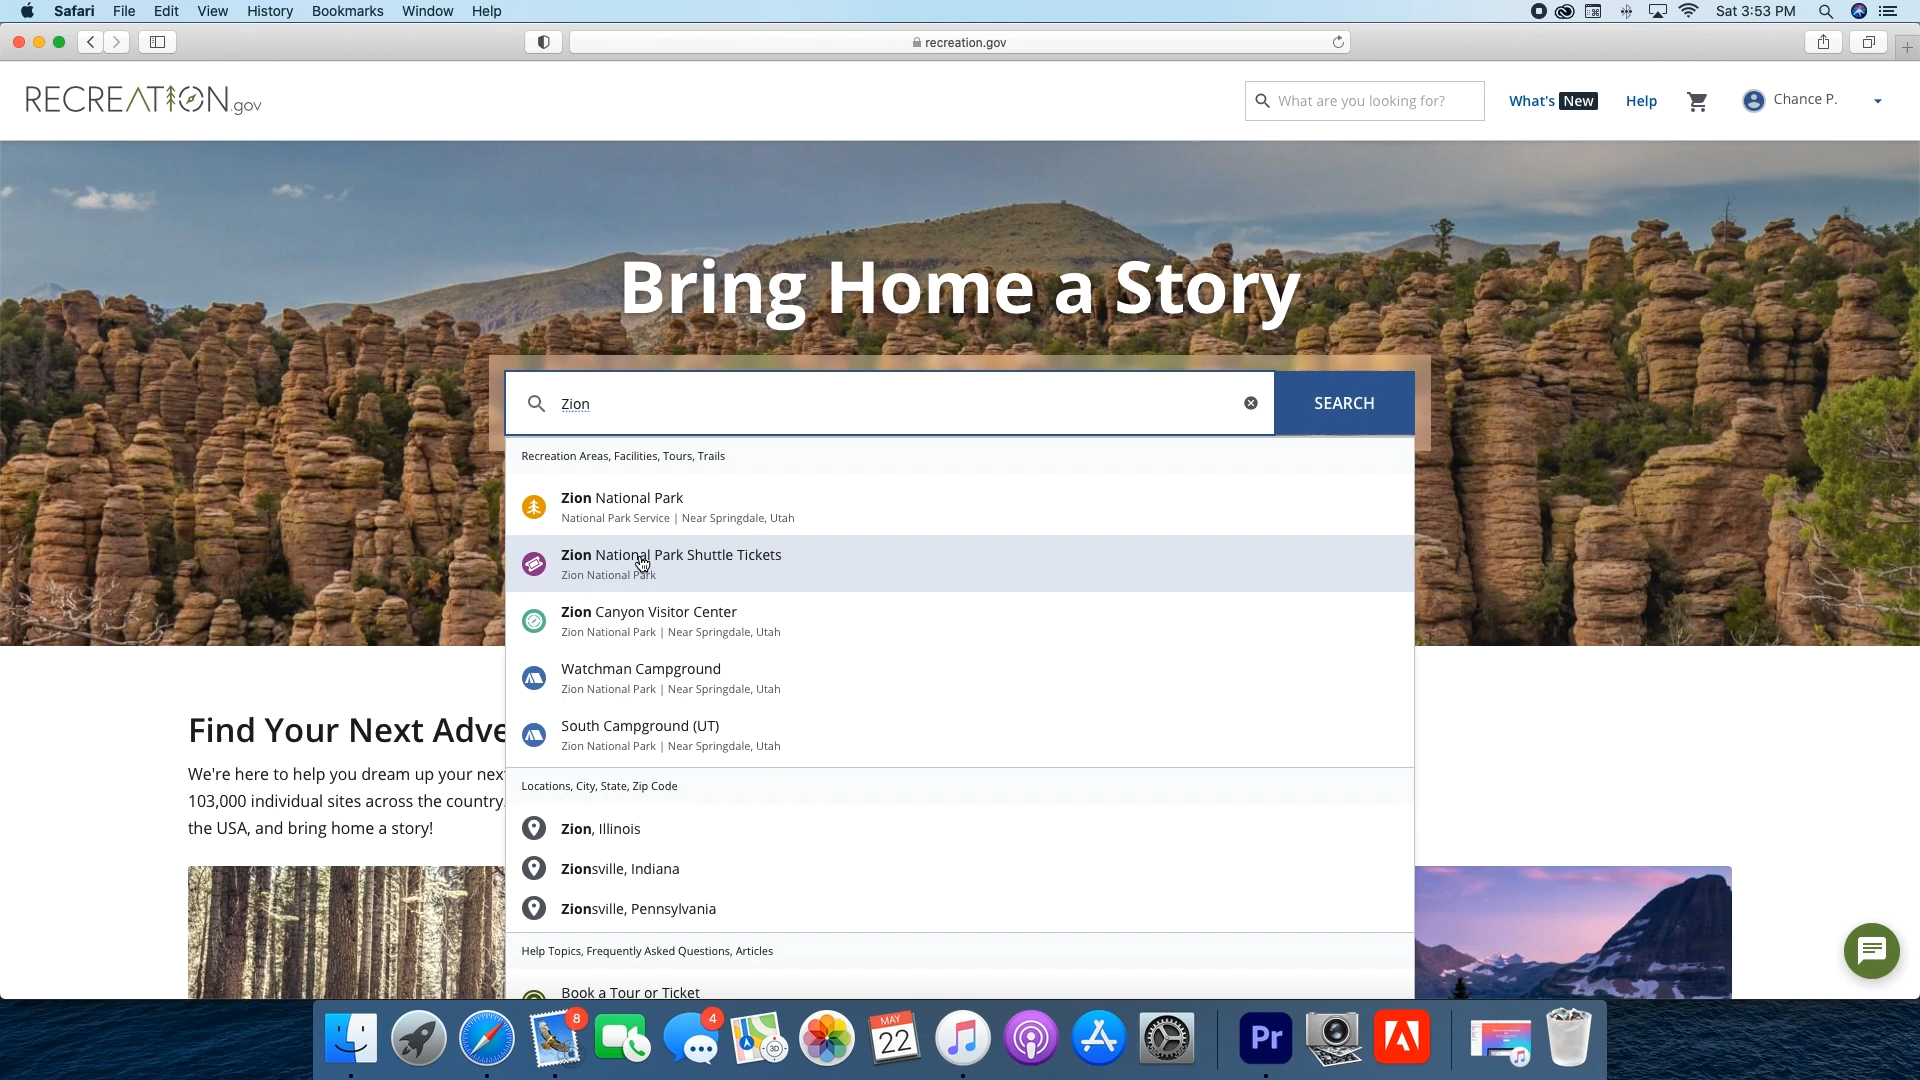 Safari File Edit View History Bookmarks Window Help Sat 3:53 PM
recreation.gov
RECREATION.gov What are you looking for? What's New Help Chance P.
Bring Home a Story
Zion SEARCH
Recreation Areas, Facilities, Tours, Trails
Zion National Park
National Park Service | Near Springdale, Utah
Zion National Park Shuttle Tickets
Zion National Park
Zion Canyon Visitor Center
Zion National Park | Near Springdale, Utah
Watchman Campground
Zion National Park | Near Springdale, Utah
South Campground (UT)
Zion National Park | Near Springdale, Utah
Locations, City, State, Zip Code
Zion, Illinois
Zionsville, Indiana
Zionsville, Pennsylvania
Help Topics, Frequently Asked Questions, Articles
Book a Tour or Ticket
Find Your Next Adve
We're here to help you dream up your nex
103,000 individual sites across the country
the USA, and bring home a story!
8 4 3D MAY 22 Pr